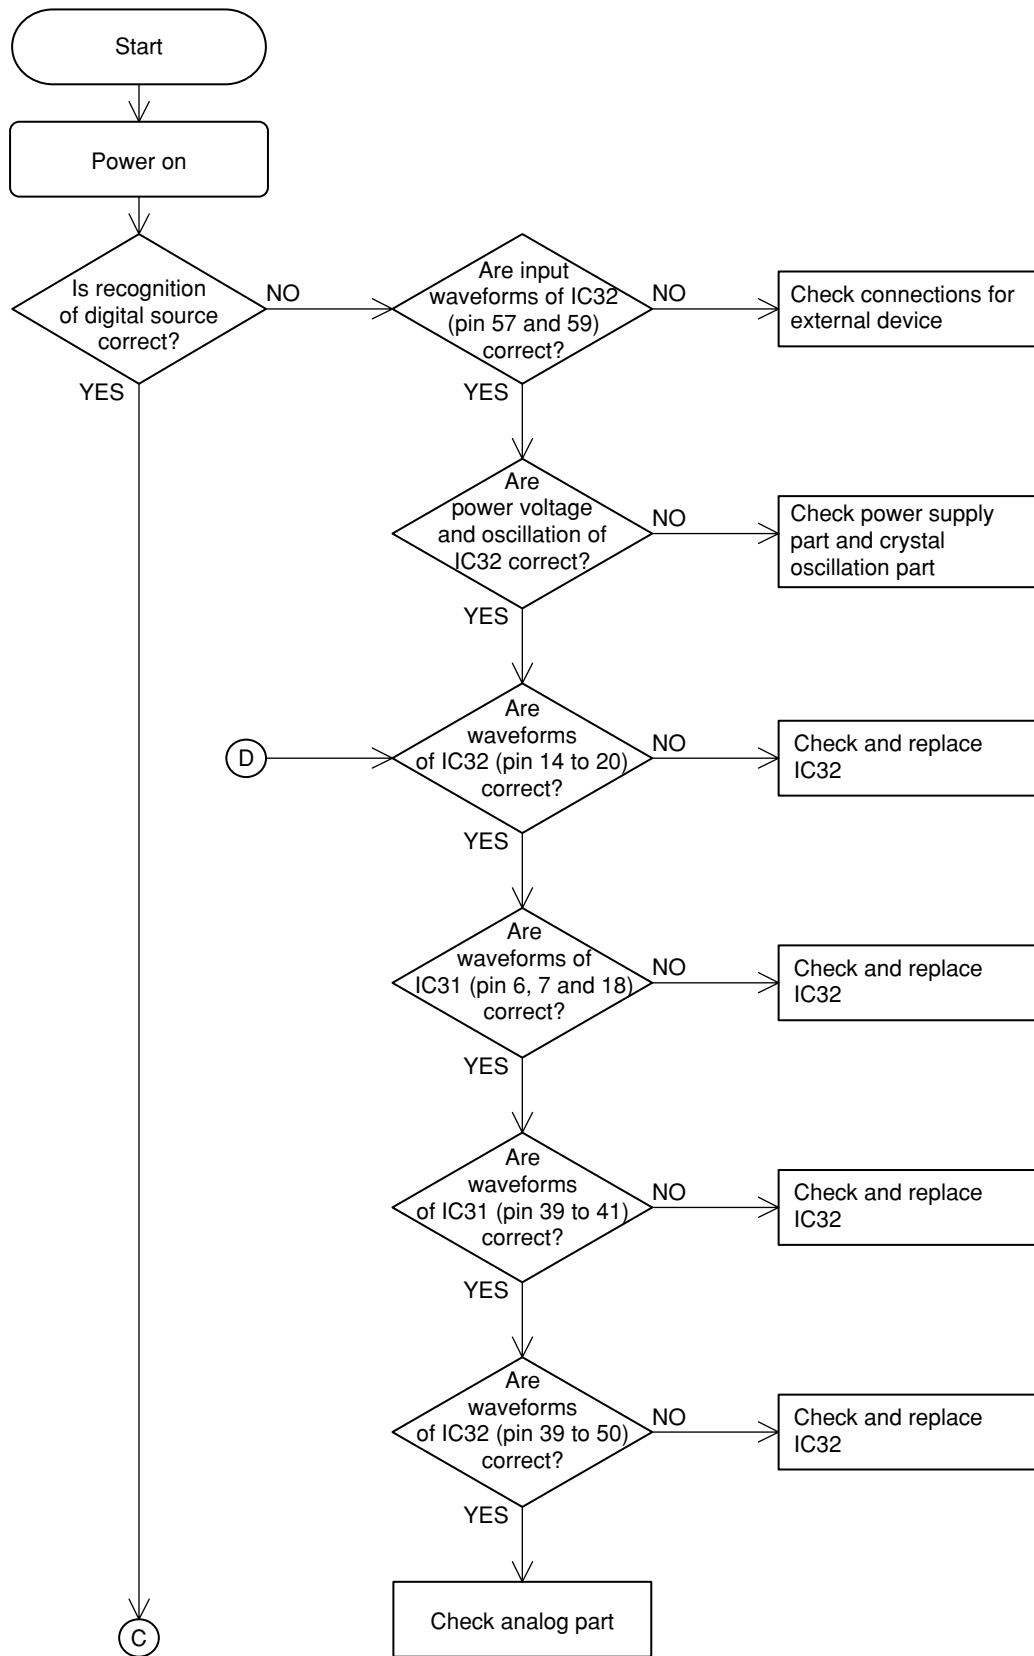 Start
Power on
Is recognition
of digital source
correct?
NO
YES
Are input
waveforms of IC32
(pin 57 and 59)
correct?
NO
YES
Check connections for
external device
Are
power voltage
and oscillation of
IC32 correct?
NO
YES
Check power supply
part and crystal
oscillation part
D
Are
waveforms
of IC32 (pin 14 to 20)
correct?
NO
YES
Check and replace
IC32
Are
waveforms of
IC31 (pin 6, 7 and 18)
correct?
NO
YES
Check and replace
IC32
Are
waveforms
of IC31 (pin 39 to 41)
correct?
NO
YES
Check and replace
IC32
Are
waveforms
of IC32 (pin 39 to 50)
correct?
NO
YES
Check and replace
IC32
Check analog part
C